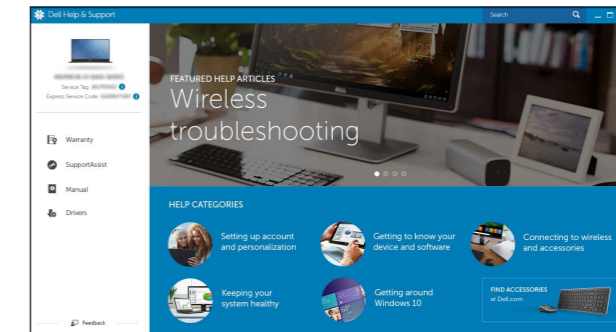 Dell Help & Support
Search
Service Tag:
Express Service Code:
Warranty
SupportAssist
Manual
Drivers
Feedback
FEATURED HELP ARTICLES
Wireless
troubleshooting
HELP CATEGORIES
Setting up account
and personalization
Getting to know your
device and software
Connecting to wireless
and accessories
Keeping your
system healthy
Getting around
Windows 10
FIND ACCESSORIES
at Dell.com